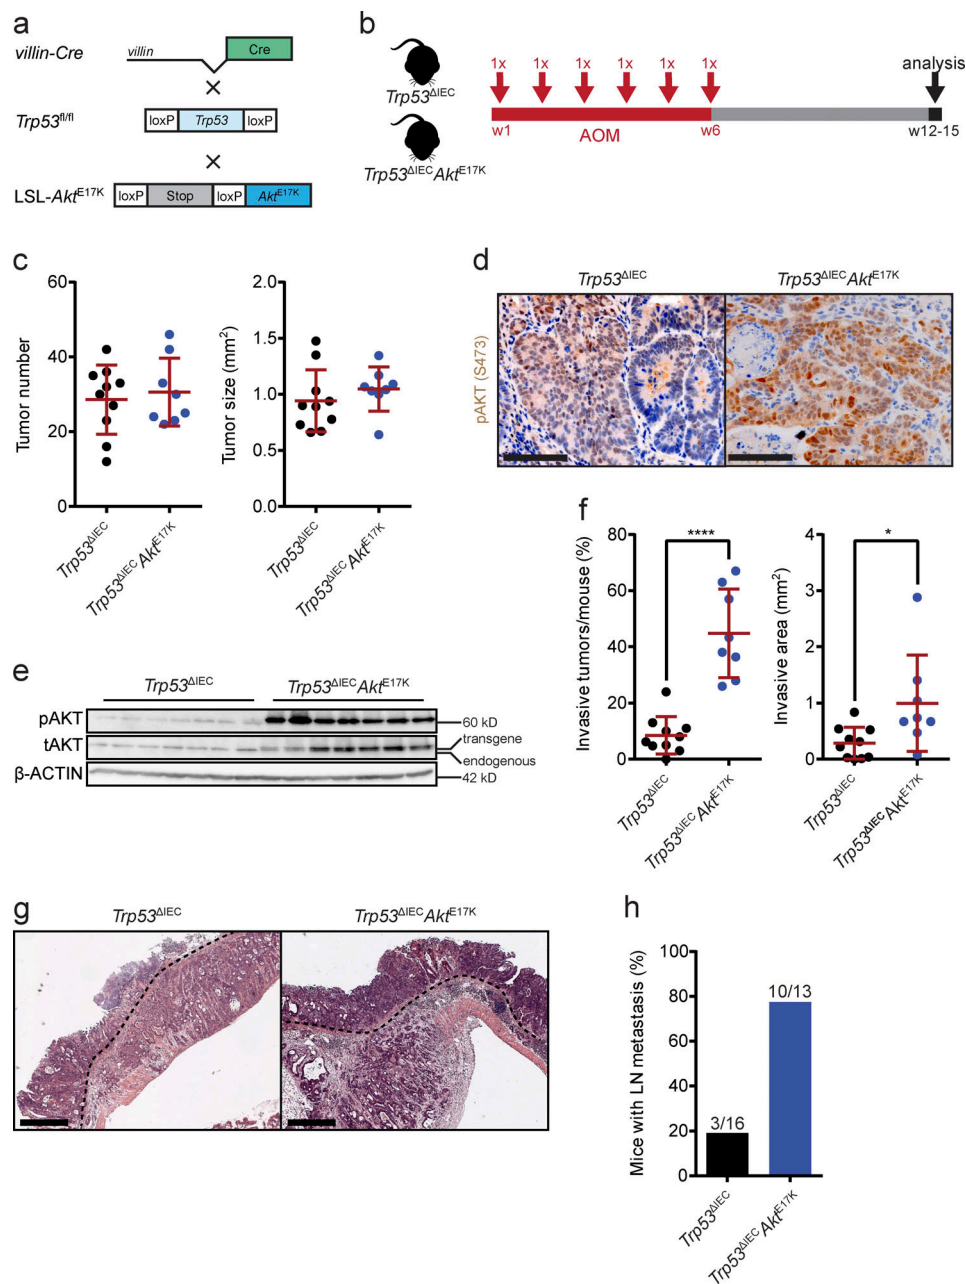 a
villin-Cre
villin
Cre
×
Trp53fl/fl
loxP Trp53 loxP
×
LSL-AktE17K
loxP Stop loxP AktE17K
b
Trp53ΔIEC
Trp53ΔIECAktE17K
1x 1x 1x 1x 1x 1x
analysis
w1 AOM w6 w12-15
c
Tumor number
60
40
20
0
Trp53ΔIEC
Trp53ΔIECAktE17K
Tumor size (mm2)
2.0
1.5
1.0
0.5
0.0
Trp53ΔIEC
Trp53ΔIECAktE17K
d
Trp53ΔIEC Trp53ΔIECAktE17K
pAKT (S473)
e
Trp53ΔIEC Trp53ΔIECAktE17K
pAKT 60 kD
tAKT transgene
endogenous
β-ACTIN 42 kD
f
Invasive tumors/mouse (%)
80
60
40
20
0
****
Trp53ΔIEC
Trp53ΔIECAktE17K
Invasive area (mm2)
4
3
2
1
0
*
Trp53ΔIEC
Trp53ΔIECAktE17K
g
Trp53ΔIEC Trp53ΔIECAktE17K
h
Mice with LN metastasis (%)
100
80
60
40
20
0
3/16
10/13
Trp53ΔIEC
Trp53ΔIECAktE17K